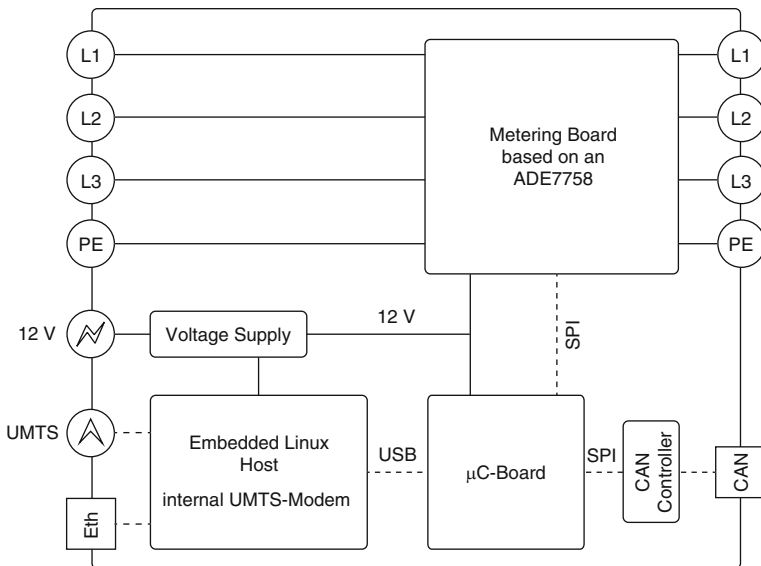 L1
L1
Metering Board
based on an
ADE7758
L2
L2
L3
L3
PE
PE
12 V
Voltage Supply
12 V
SPI
UMTS
Embedded Linux
Host
internal UMTS-Modem
USB
μC-Board
SPI
CAN
Controller
CAN
Eth